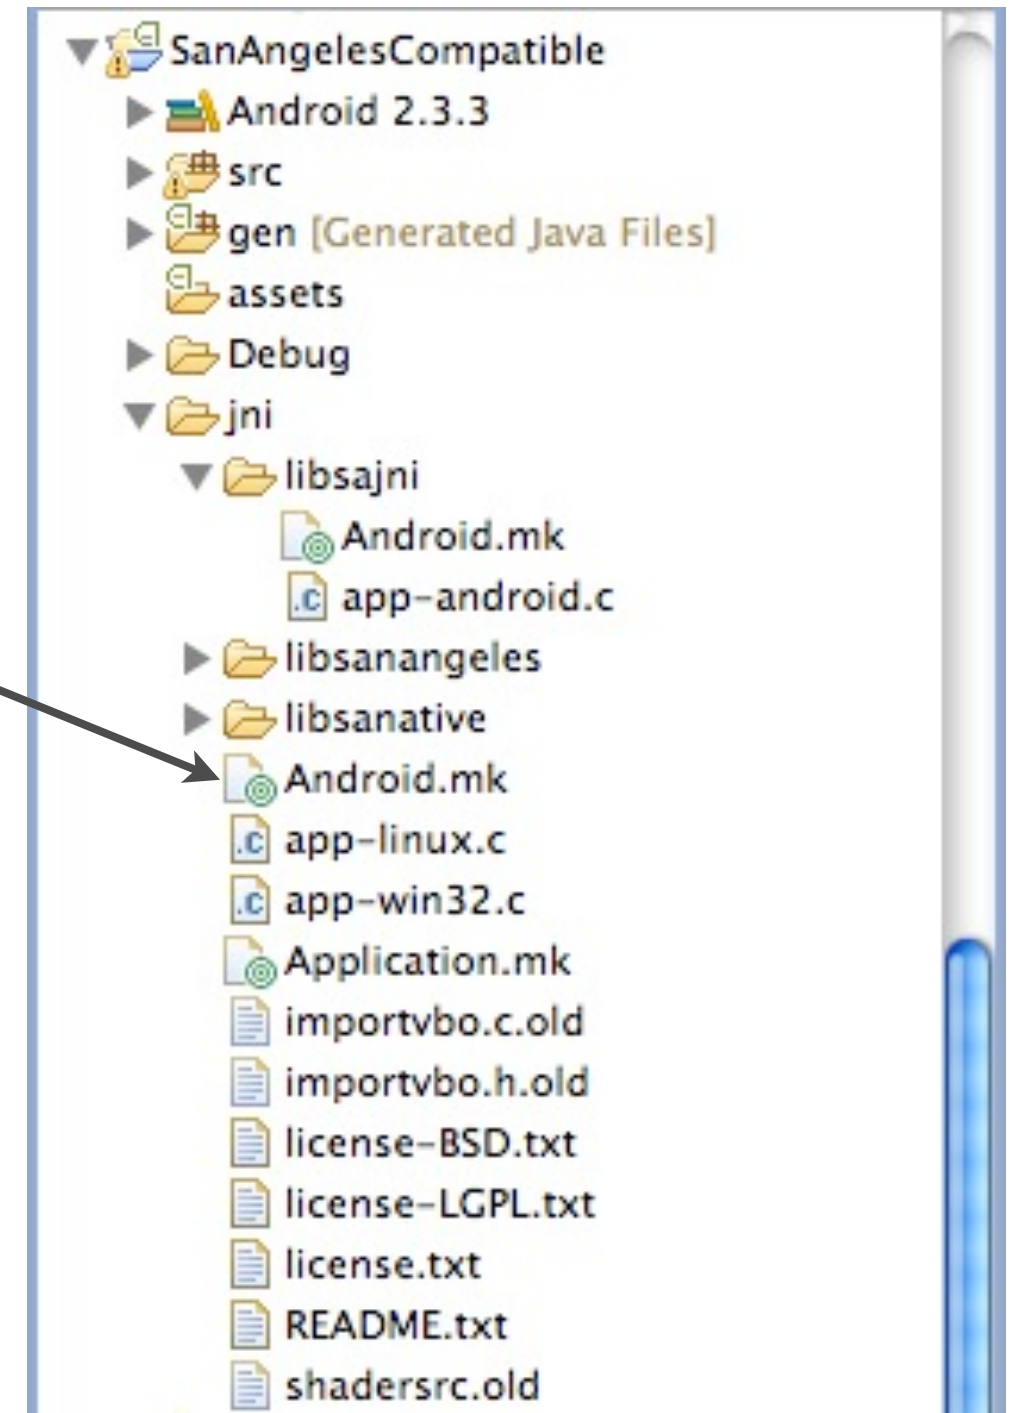 SanAngelesCompatible
Android 2.3.3
src
gen [Generated Java Files]
assets
Debug
jni
libsajni
Android.mk
.c app-android.c
libsanangeles
libsanative
Android.mk
.c app-linux.c
.c app-win32.c
Application.mk
importvbo.c.old
importvbo.h.old
license-BSD.txt
license-LGPL.txt
license.txt
README.txt
shadersrc.old